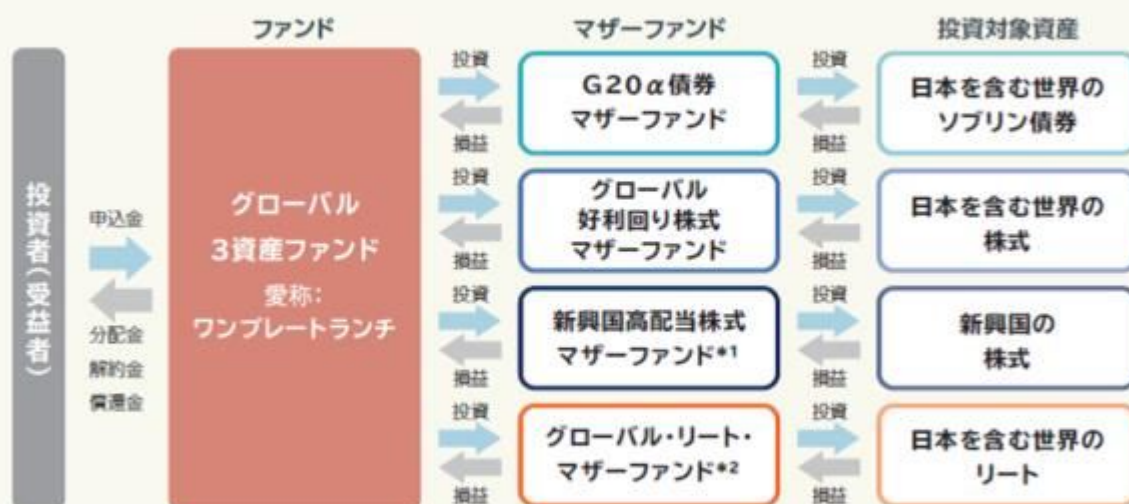 ファンド
マザーファンド
投資対象資産
投資者(受益者)
申込金
分配金
解約金
償還金
グローバル
3資産ファンド
愛称：
ワンプレートランチ
投資
損益
G20α債券
マザーファンド
投資
損益
日本を含む世界の
ソブリン債券
投資
損益
グローバル
好利回り株式
マザーファンド
投資
損益
日本を含む世界の
株式
投資
損益
新興国高配当株式
マザーファンド*1
投資
損益
新興国の
株式
投資
損益
グローバル・リート・
マザーファンド*2
投資
損益
日本を含む世界の
リート